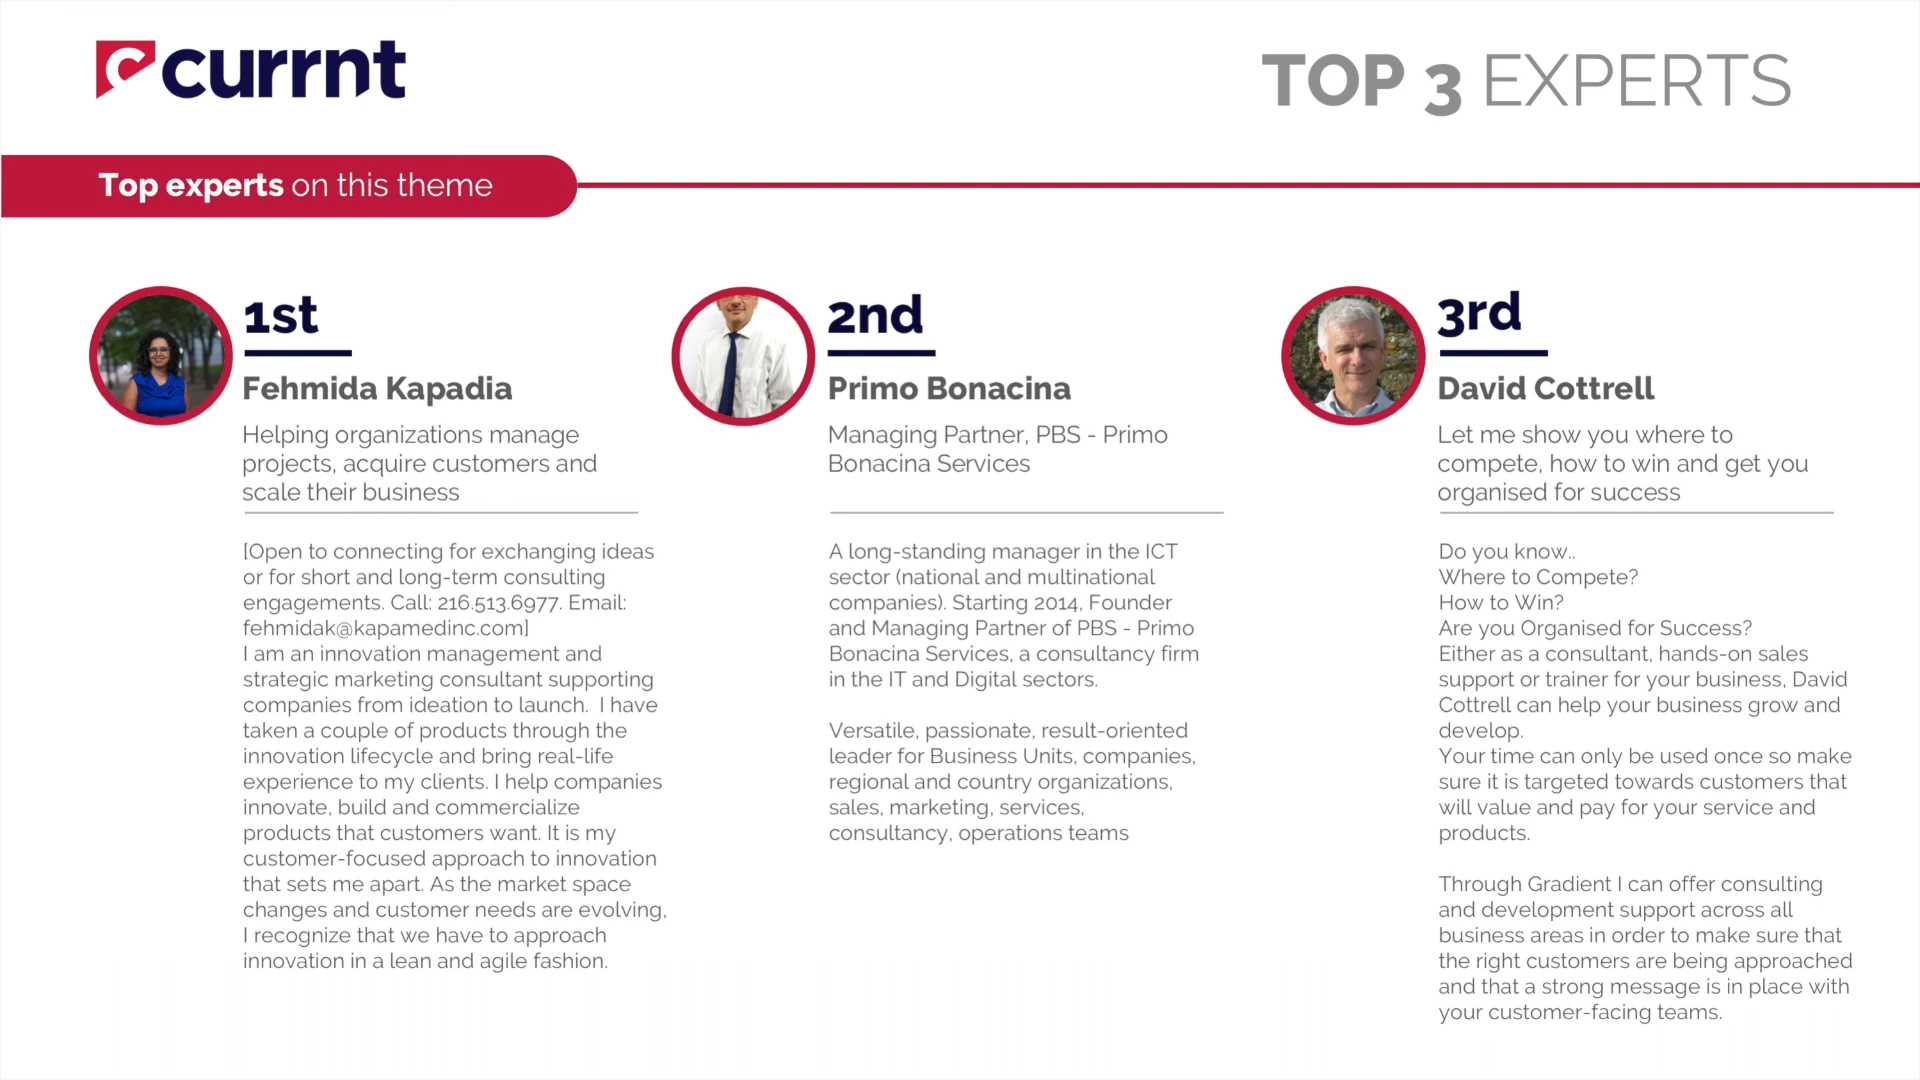 currnt
TOP 3 EXPERTS
Top experts on this theme
1st
Fehmida Kapadia
Helping organizations manage
projects, acquire customers and
scale their business
[Open to connecting for exchanging ideas
or for short and long-term consulting
engagements. Call: 216.513.6977. Email:
fehmidak@kapamedinc.com]
I am an innovation management and
strategic marketing consultant supporting
companies from ideation to launch.  I have
taken a couple of products through the
innovation lifecycle and bring real-life
experience to my clients. I help companies
innovate, build and commercialize
products that customers want. It is my
customer-focused approach to innovation
that sets me apart. As the market space
changes and customer needs are evolving,
I recognize that we have to approach
innovation in a lean and agile fashion.
2nd
Primo Bonacina
Managing Partner, PBS - Primo
Bonacina Services
A long-standing manager in the ICT
sector (national and multinational
companies). Starting 2014, Founder
and Managing Partner of PBS - Primo
Bonacina Services, a consultancy firm
in the IT and Digital sectors.
Versatile, passionate, result-oriented
leader for Business Units, companies,
regional and country organizations,
sales, marketing, services,
consultancy, operations teams
3rd
David Cottrell
Let me show you where to
compete, how to win and get you
organised for success
Do you know..
Where to Compete?
How to Win?
Are you Organised for Success?
Either as a consultant, hands-on sales
support or trainer for your business, David
Cottrell can help your business grow and
develop.
Your time can only be used once so make
sure it is targeted towards customers that
will value and pay for your service and
products.
Through Gradient I can offer consulting
and development support across all
business areas in order to make sure that
the right customers are being approached
and that a strong message is in place with
your customer-facing teams.